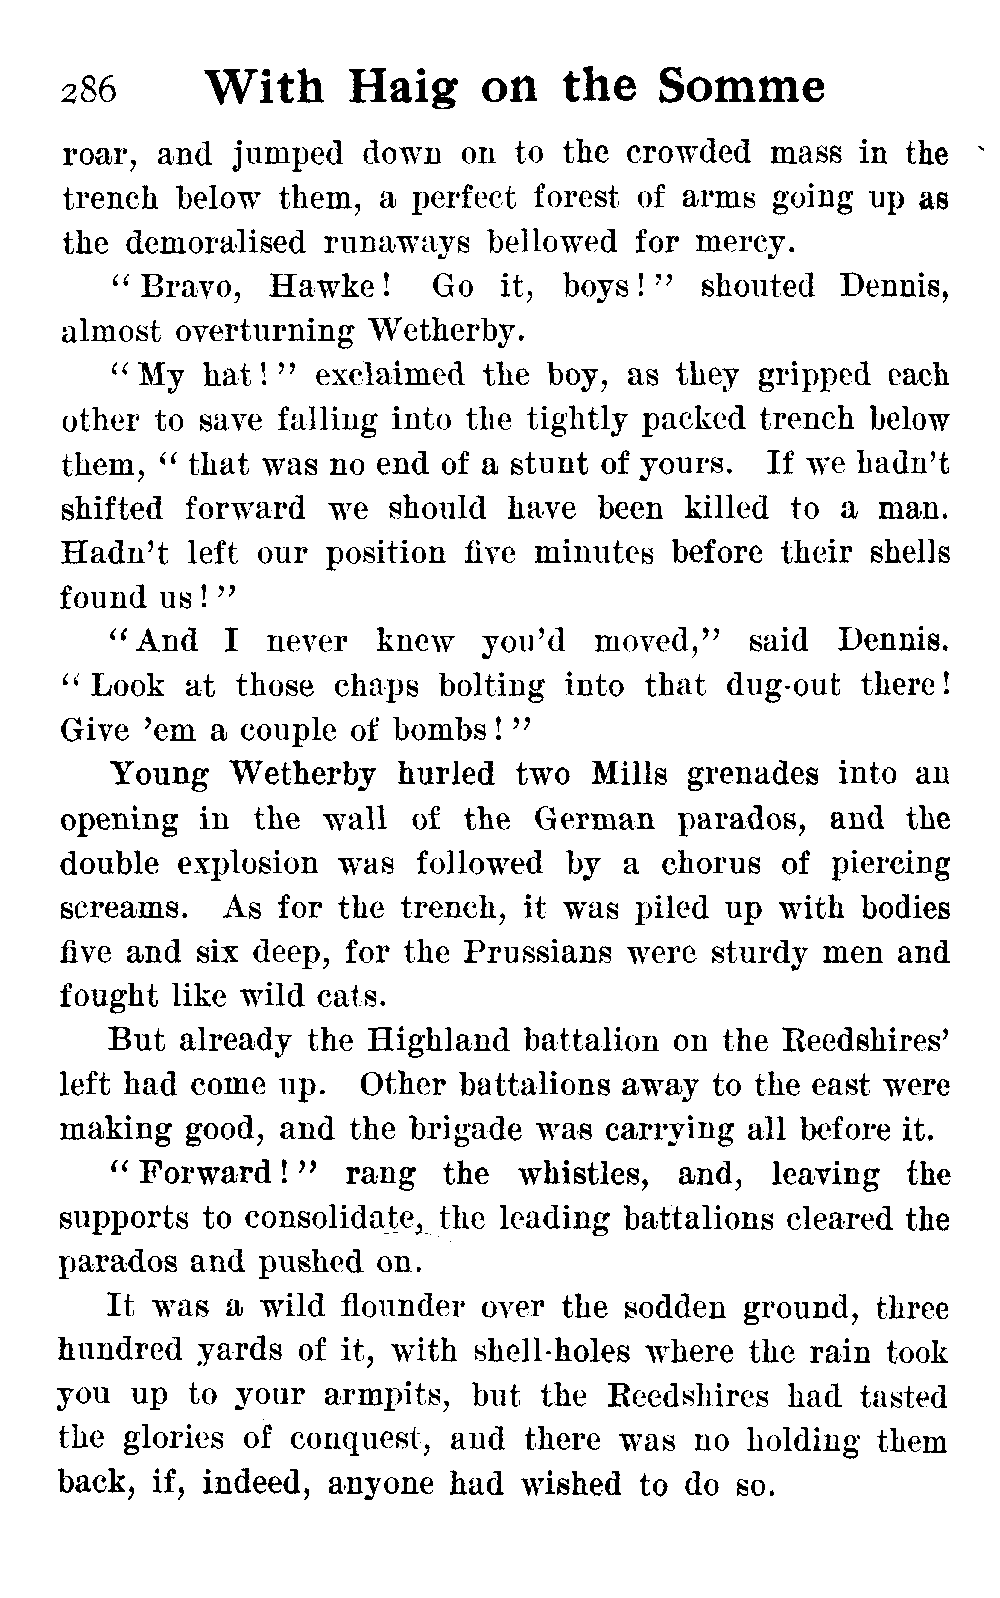 286 With Haig on the Somme
roar, and jumped down on to the crowded mass in the
trench below them, a perfect forest of arms going up as
the demoralised runaways bellowed for mercy.
“Bravo, Hawke! Go it, boys!” shouted Dennis,
almost overturning Wetherby.
“My hat!” exclaimed the boy, as they gripped each
other to save falling into the tightly packed trench below
them, “that was no end of a stunt of yours. If we hadn’t
shifted forward we should have been killed to a man.
Hadn’t left our position five minutes before their shells
found us!”
“And I never knew you’d moved,” said Dennis.
“Look at those chaps bolting into that dug-out there!
Give ’em a couple of bombs!”
Young Wetherby hurled two Mills grenades into an
opening in the wall of the German parados, and the
double explosion was followed by a chorus of piercing
screams. As for the trench, it was piled up with bodies
five and six deep, for the Prussians were sturdy men and
fought like wild cats.
But already the Highland battalion on the Reedshires’
left had come up. Other battalions away to the east were
making good, and the brigade was carrying all before it.
“Forward!” rang the whistles, and, leaving the
supports to consolidate, the leading battalions cleared the
parados and pushed on.
It was a wild flounder over the sodden ground, three
hundred yards of it, with shell-holes where the rain took
you up to your armpits, but the Reedshires had tasted
the glories of conquest, and there was no holding them
back, if, indeed, anyone had wished to do so.